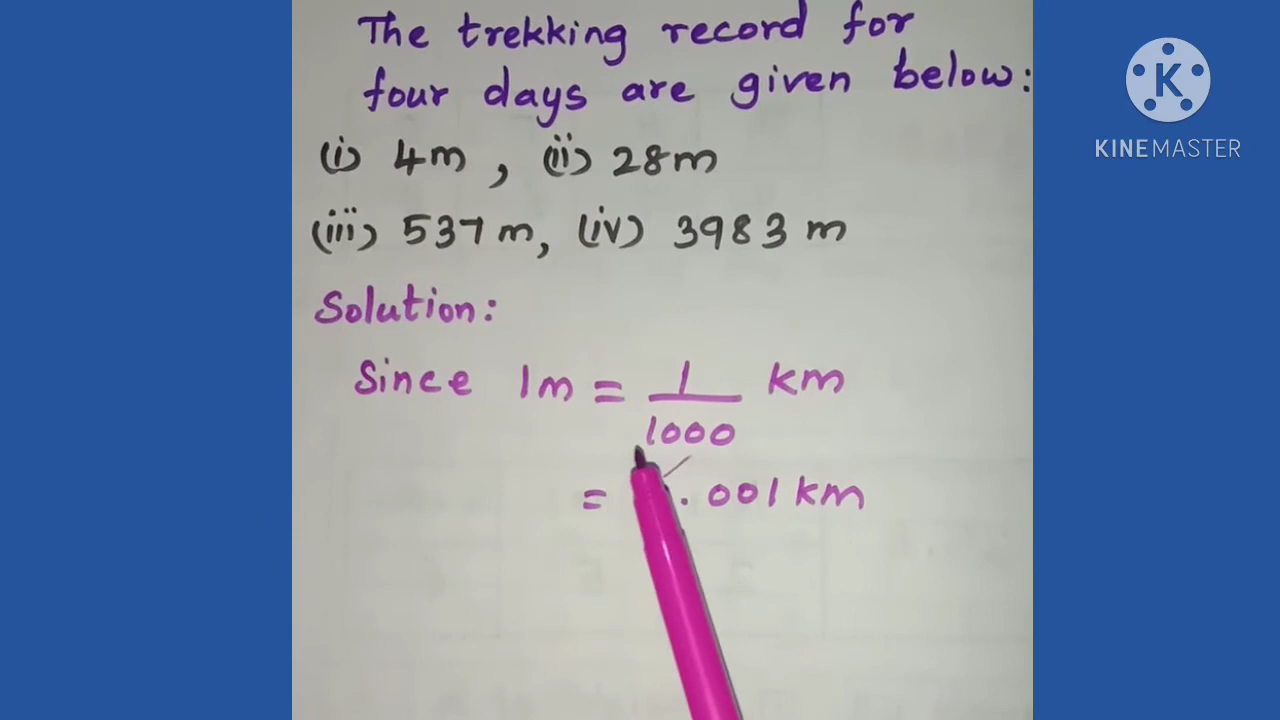 The trekking record for
four days are given below:
(i) 4m , (ii) 28m
(iii) 537 m, (iv) 3983 m
Solution:
Since 1m = 1/1000 km
= .001 km
K
KINEMASTER